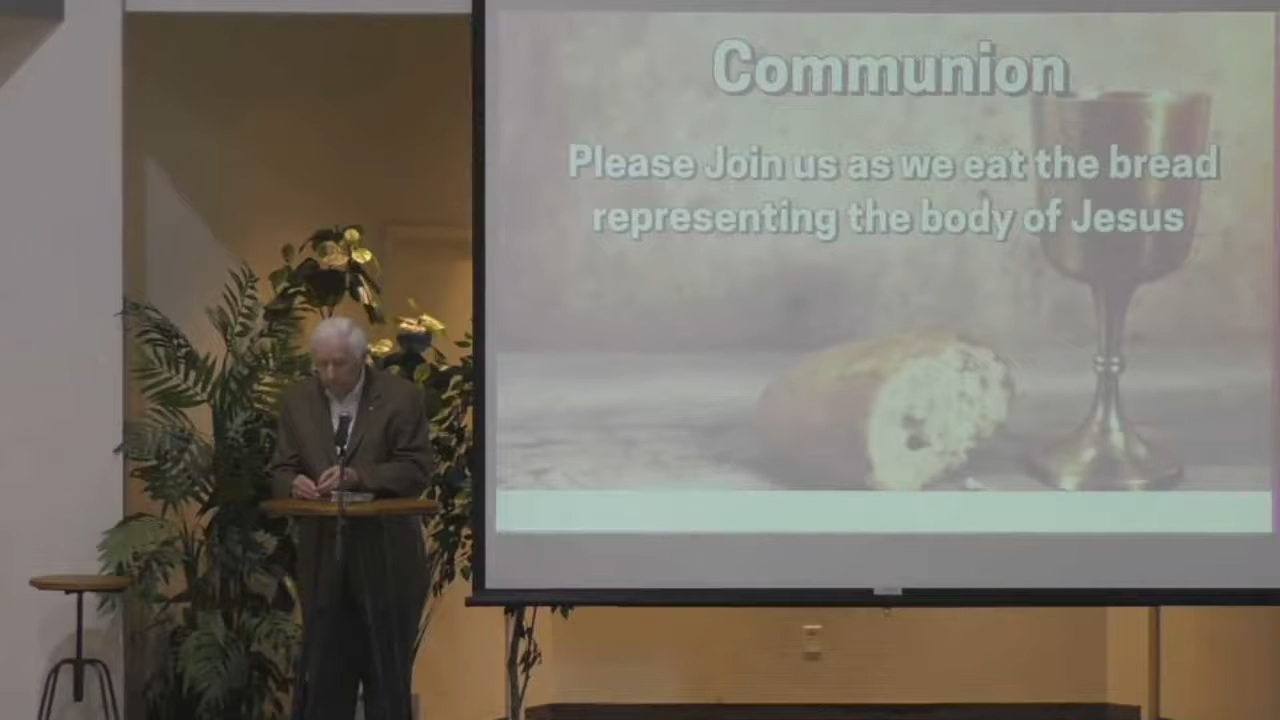 Communion
Please Join us as we eat the bread
representing the body of Jesus